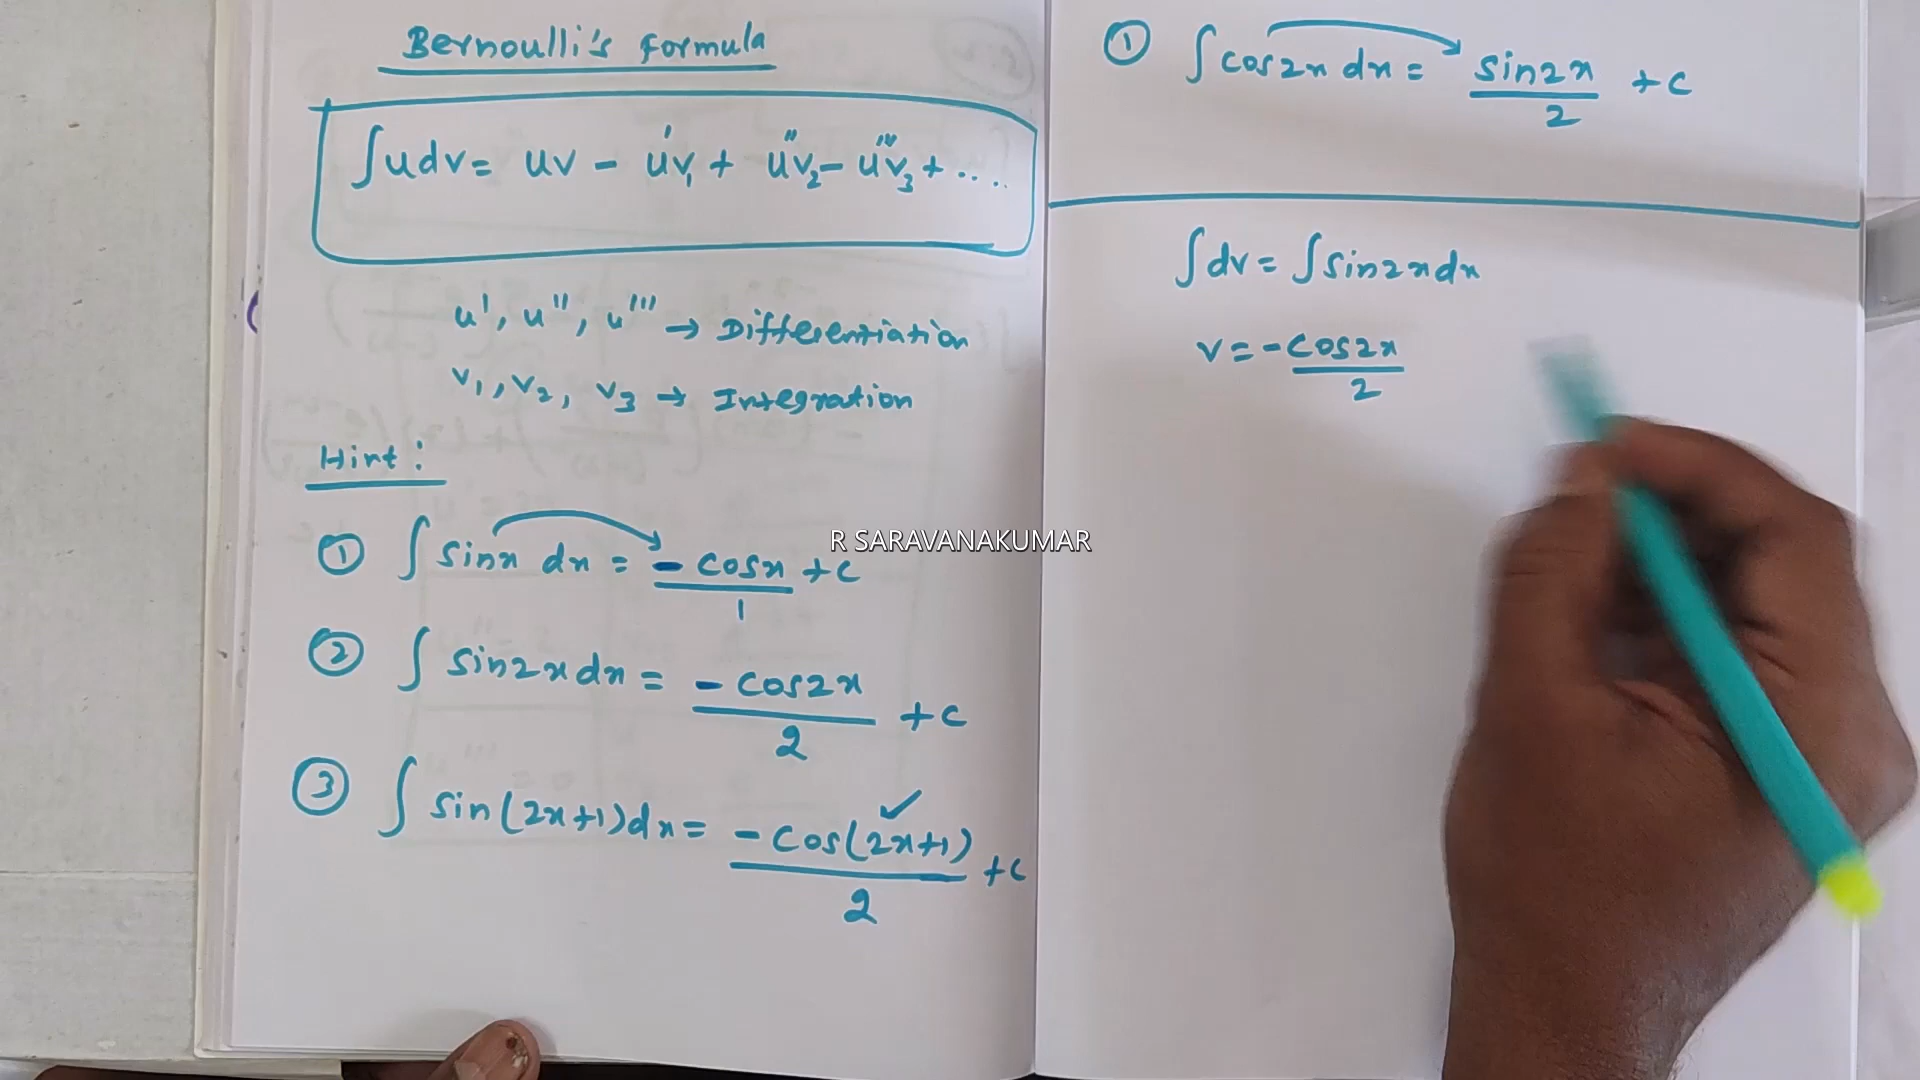 Bernoulli's Formula
∫udv = uv - u'v₁ + u''v₂ - u'''v₃ + ....
u', u'', u''' → Differentiation
v₁, v₂, v₃ → Integration
Hint:
① ∫ sinx dx = -cosx/1 + c
② ∫ sin2x dx = -cos2x/2 + c
③ ∫ sin(2x+1)dx = -cos(2x+1)/2 + c
① ∫ cos2x dx = sin2x/2 + c
∫dv = ∫sin2xdx
v = -cos2x/2
R SARAVANAKUMAR